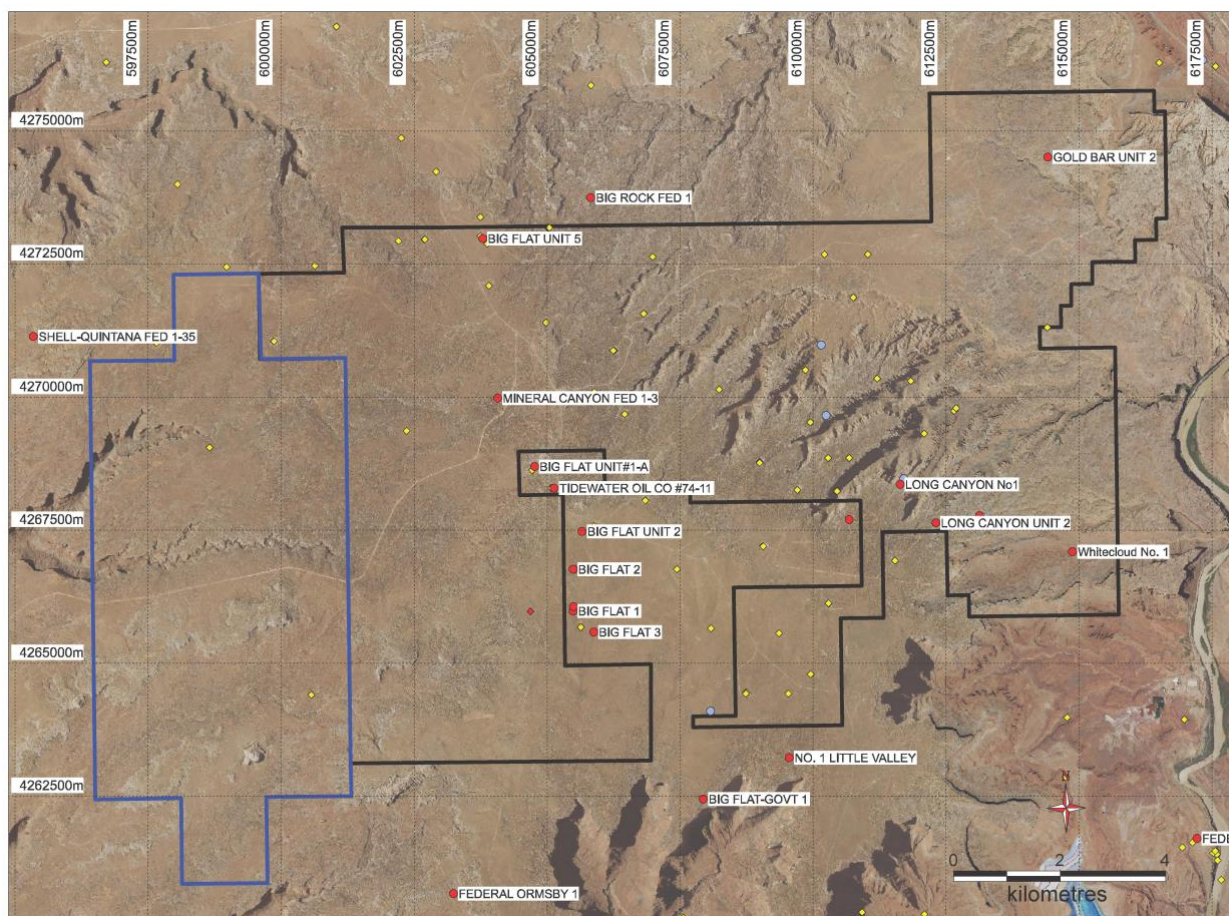 597500m
600000m
602500m
605000m
607500m
610000m
612500m
615000m
617500m
4275000m
GOLD BAR UNIT 2
BIG ROCK FED 1
BIG FLAT UNIT 5
4272500m
SHELL-QUINTANA FED 1-35
4270000m
MINERAL CANYON FED 1-3
BIG FLAT UNIT#1-A
TIDEWATER OIL CO #74-11
LONG CANYON No1
4267500m
LONG CANYON UNIT 2
BIG FLAT UNIT 2
Whitecloud No. 1
BIG FLAT 2
BIG FLAT 1
BIG FLAT 3
4265000m
NO. 1 LITTLE VALLEY
4262500m
BIG FLAT-GOVT 1
N
FEDE
0 2 4
kilometres
FEDERAL ORMSBY 1